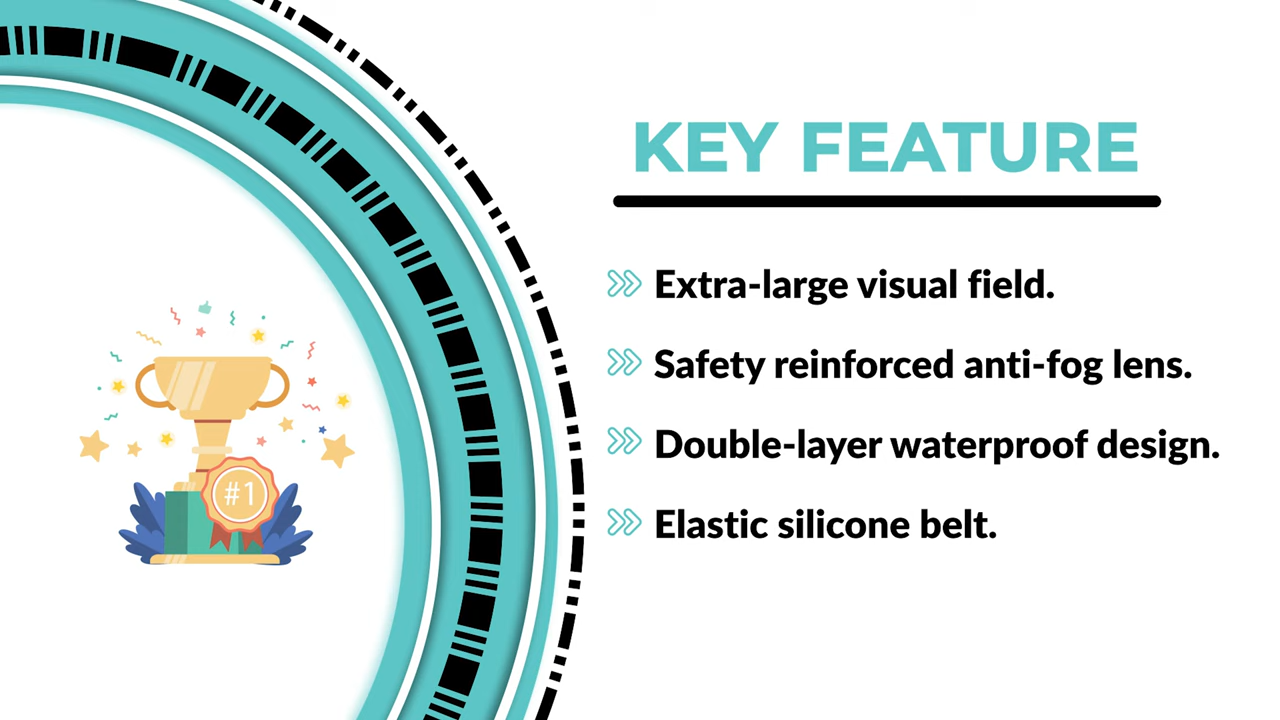 KEY FEATURE
Extra-large visual field.
Safety reinforced anti-fog lens.
Double-layer waterproof design.
Elastic silicone belt.
#1